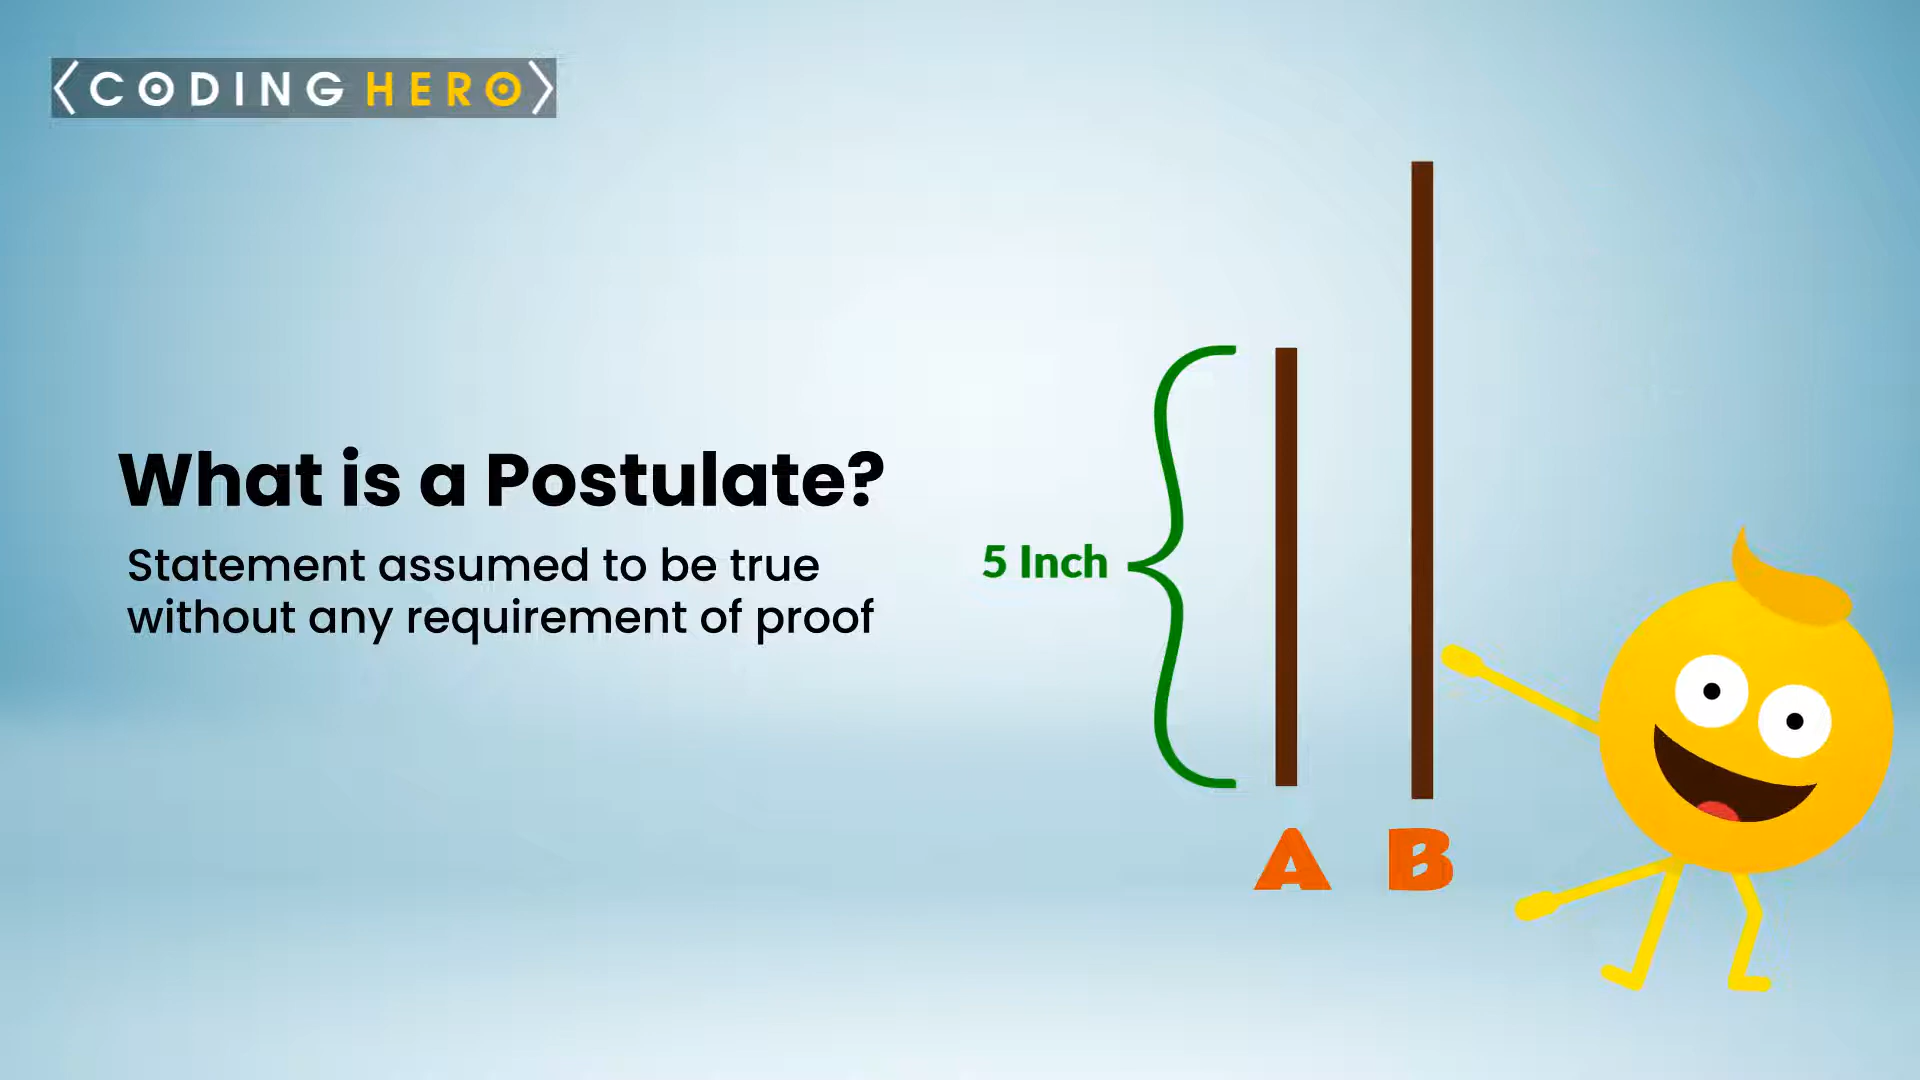 CODING HERO
What is a Postulate?
Statement assumed to be true
without any requirement of proof
5 Inch
A B